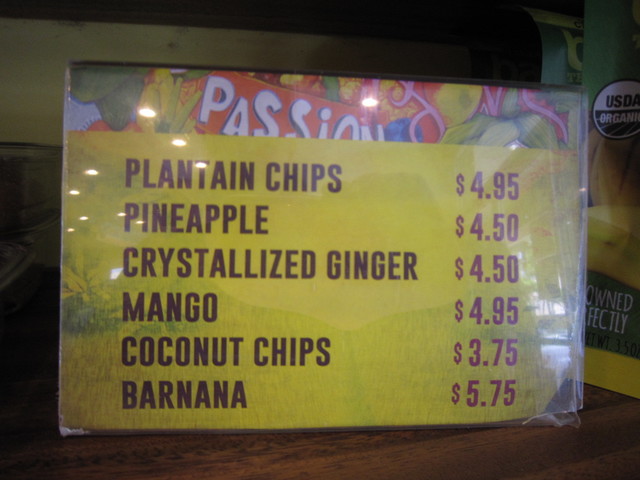 PASSION
LOVE
PLANTAIN CHIPS $4.95
PINEAPPLE $4.50
CRYSTALLIZED GINGER $4.50
MANGO $4.95
COCONUT CHIPS $3.75
BARNANA $5.75
USDA
ORGANIC